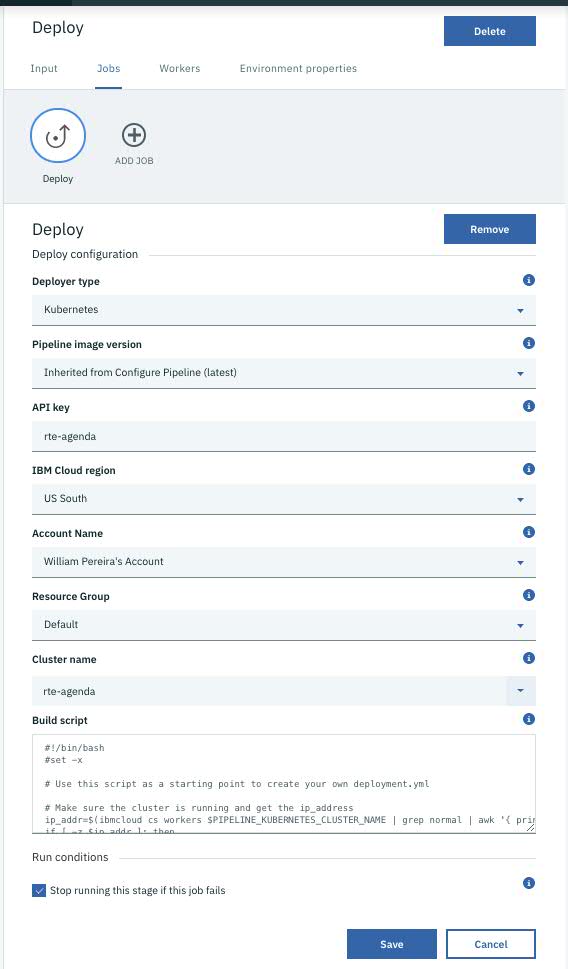 Deploy
Delete
Input Jobs Workers Environment properties
Deploy
ADD JOB
Deploy
Remove
Deploy configuration
Deployer type
Kubernetes
Pipeline image version
Inherited from Configure Pipeline (latest)
API key
rte-agenda
IBM Cloud region
US South
Account Name
William Pereira's Account
Resource Group
Default
Cluster name
rte-agenda
Build script
#!/bin/bash
#set -x
# Use this script as a starting point to create your own deployment.yml
# Make sure the cluster is running and get the ip_address
ip_addr=$(ibmcloud cs workers $PIPELINE_KUBERNETES_CLUSTER_NAME | grep normal | awk '{ prin
if [ -z $ip_addr ]; then
Run conditions
Stop running this stage if this job fails
Save
Cancel